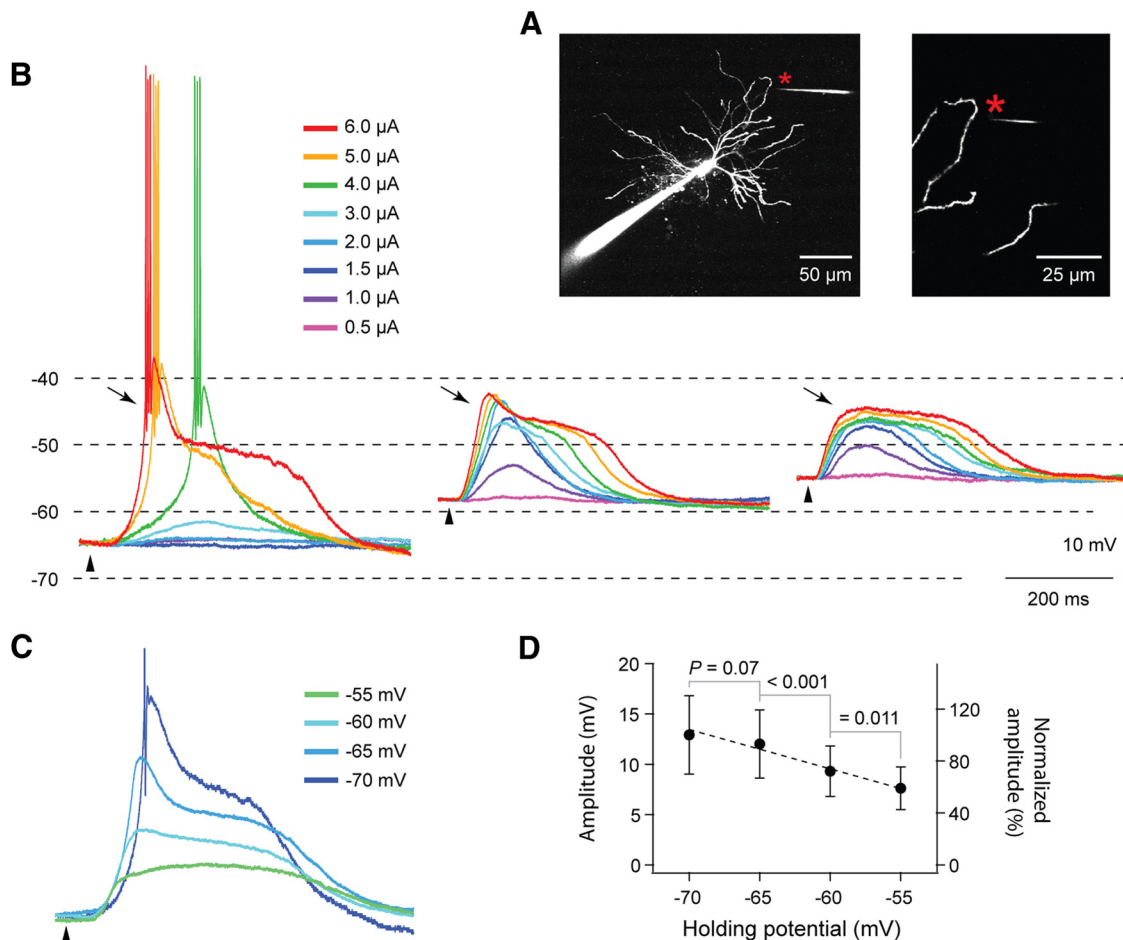 A
*
50 µm
*
25 µm
B
6.0 µA
5.0 µA
4.0 µA
3.0 µA
2.0 µA
1.5 µA
1.0 µA
0.5 µA
-40
-50
-60
-70
10 mV
200 ms
C
-55 mV
-60 mV
-65 mV
-70 mV
D
P = 0.07
< 0.001
= 0.011
20
15
10
5
0
Amplitude (mV)
120
80
40
0
Normalized
amplitude (%)
-70 -65 -60 -55
Holding potential (mV)